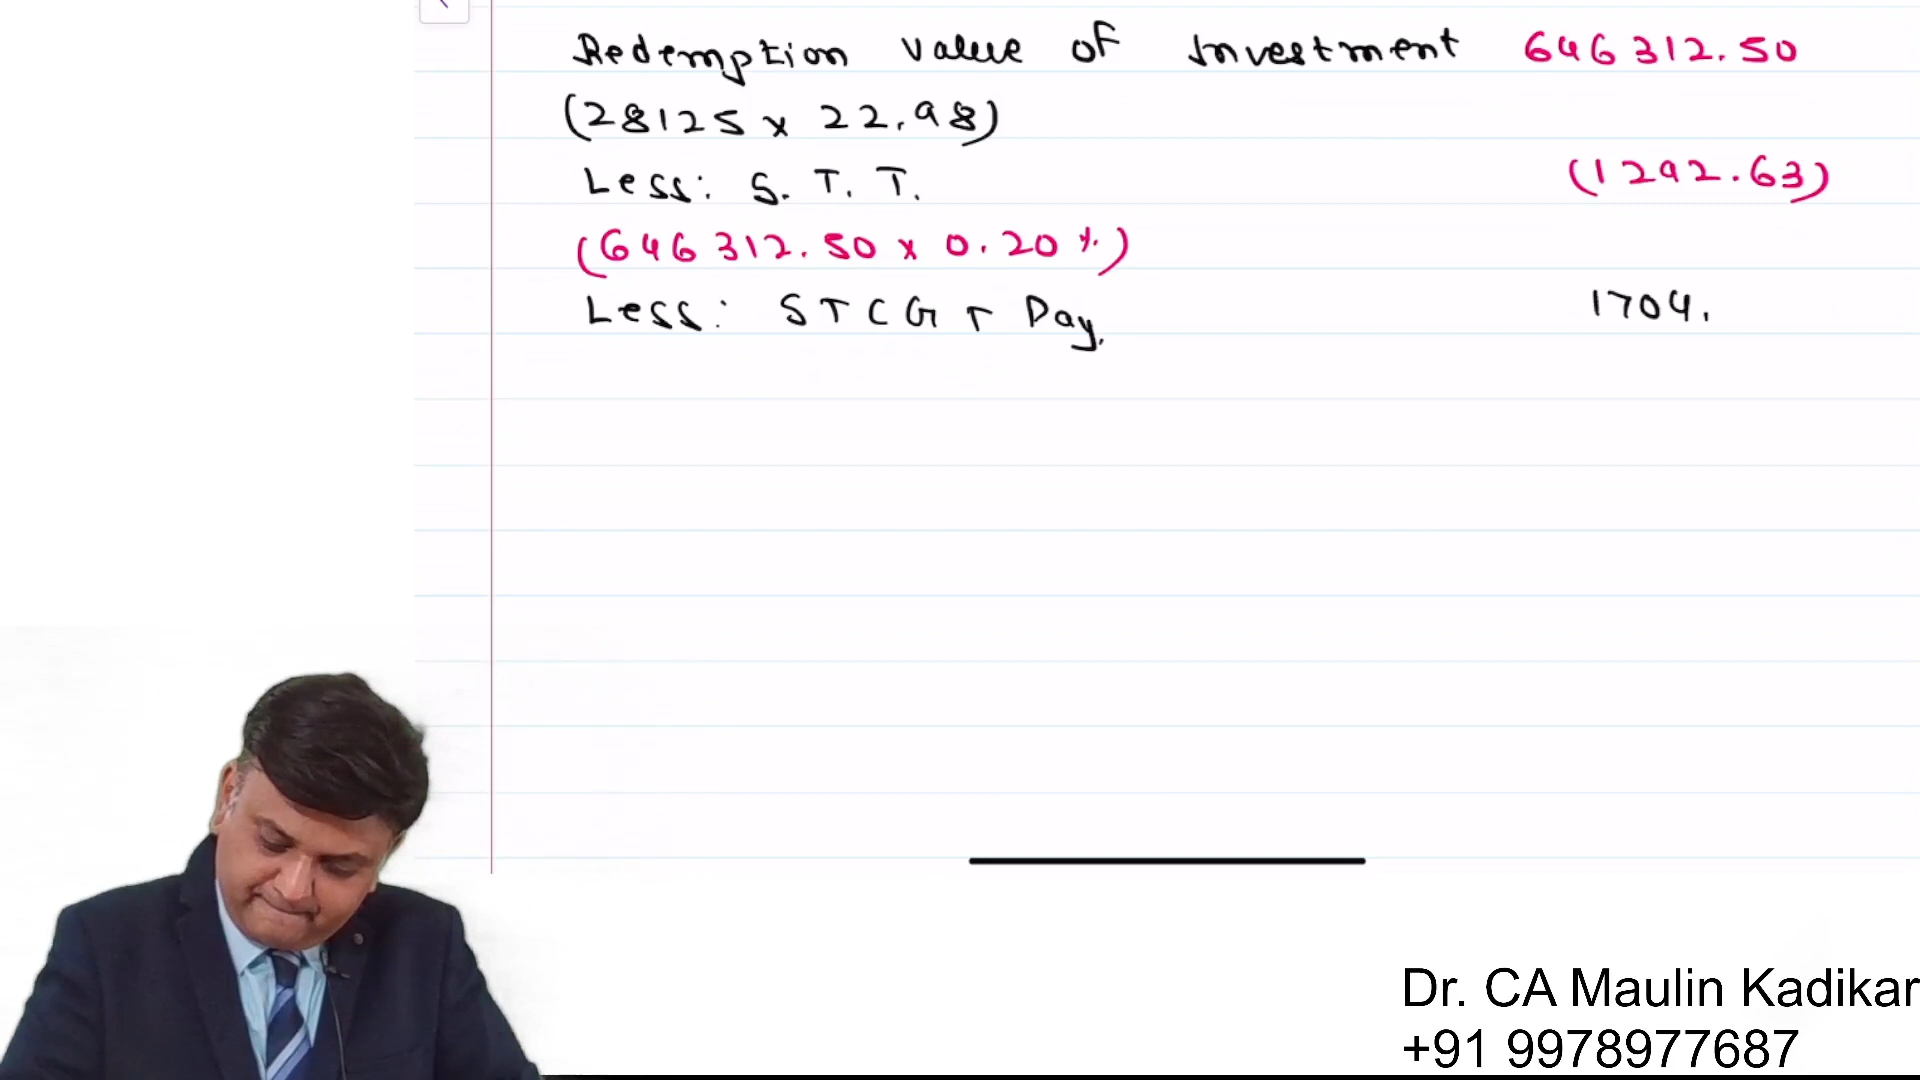 Redemption value of Investment 646312.50
(28125 x 22.98)
Less: S. T. T. (1292.63)
(646312.50 x 0.20%)
Less: STCGT Pay. 1704.
Dr. CA Maulin Kadikar
+91 9978977687